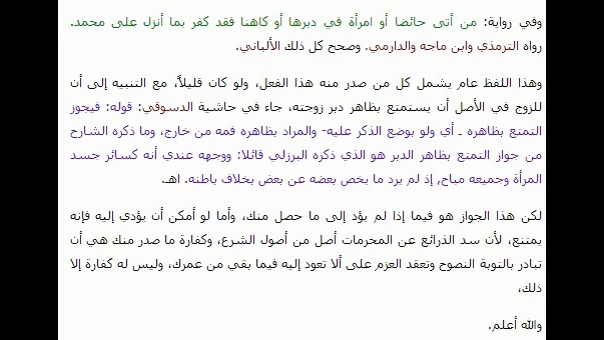 وفي رواية: من أتى حائضا أو امرأة في دبرها أو كاهنا فقد كفر بما أنزل على محمد.
رواه الترمذي وابن ماجه والدارمي. وصحح كل ذلك الألباني.
وهذا اللفظ عام يشمل كل من صدر منه هذا الفعل، ولو كان قليلاً، مع التنبيه إلى أن
للزوج في الأصل أن يستمتع بظاهر دبر زوجته، جاء في حاشية الدسوقي: قوله: فيجوز
التمتع بظاهره ـ أي ولو بوضع الذكر عليه- والمراد بظاهره فمه من خارج، وما ذكره الشارح
من جواز التمتع بظاهر الدبر هو الذي ذكره البرزلي قائلا: ووجهه عندي أنه كسائر جسد
المرأة وجميعه مباح, إذ لم يرد ما يخص بعضه عن بعض بخلاف باطنه. اهـ.
لكن هذا الجواز هو فيما إذا لم يؤد إلى ما حصل منك، وأما لو أمكن أن يؤدي إليه فإنه
يمتنع، لأن سد الذرائع عن المحرمات أصل من أصول الشرع، وكفارة ما صدر منك هي أن
تبادر بالتوبة النصوح وتعقد العزم على ألا تعود إليه فيما بقي من عمرك، وليس له كفارة إلا
ذلك،
والله أعلم.